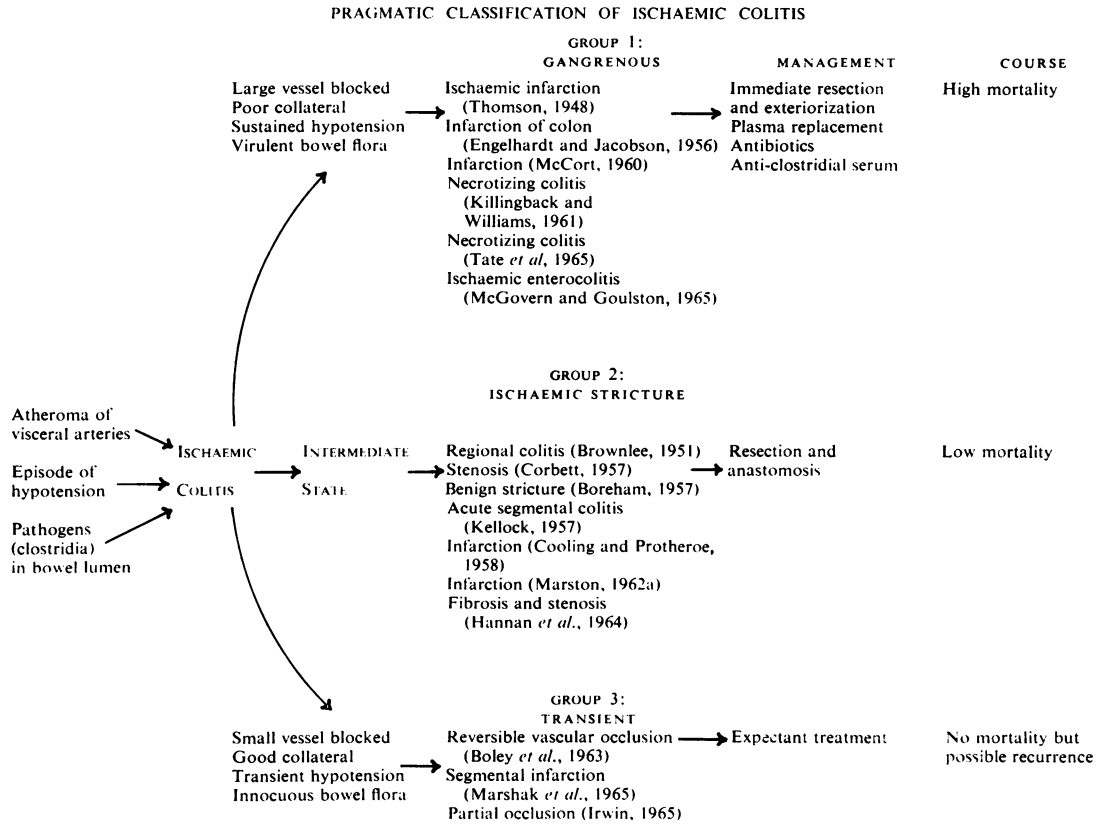 PRAGMATIC CLASSIFICATION OF ISCHAEMIC COLITIS
GROUP 1:
GANGRENOUS
MANAGEMENT
COURSE
Large vessel blocked
Poor collateral
Sustained hypotension
Virulent bowel flora
Ischaemic infarction
(Thomson, 1948)
Infarction of colon
(Engelhardt and Jacobson, 1956)
Infarction (McCort, 1960)
Necrotizing colitis
(Killingback and
Williams, 1961)
Necrotizing colitis
(Tate et al, 1965)
Ischaemic enterocolitis
(McGovern and Goulston, 1965)
Immediate resection
and exteriorization
Plasma replacement
Antibiotics
Anti-clostridial serum
High mortality
GROUP 2:
ISCHAEMIC STRICTURE
Atheroma of
visceral arteries
Episode of
hypotension
Pathogens
(clostridia)
in bowel lumen
ISCHAEMIC
COLITIS
INTERMEDIATE
STATE
Regional colitis (Brownlee, 1951)
Stenosis (Corbett, 1957)
Benign stricture (Boreham, 1957)
Acute segmental colitis
(Kellock, 1957)
Infarction (Cooling and Protheroe,
1958)
Infarction (Marston, 1962a)
Fibrosis and stenosis
(Hannan et al., 1964)
Resection and
anastomosis
Low mortality
GROUP 3:
TRANSIENT
Small vessel blocked
Good collateral
Transient hypotension
Innocuous bowel flora
Reversible vascular occlusion
(Boley et al., 1963)
Segmental infarction
(Marshak et al., 1965)
Partial occlusion (Irwin, 1965)
Expectant treatment
No mortality but
possible recurrence